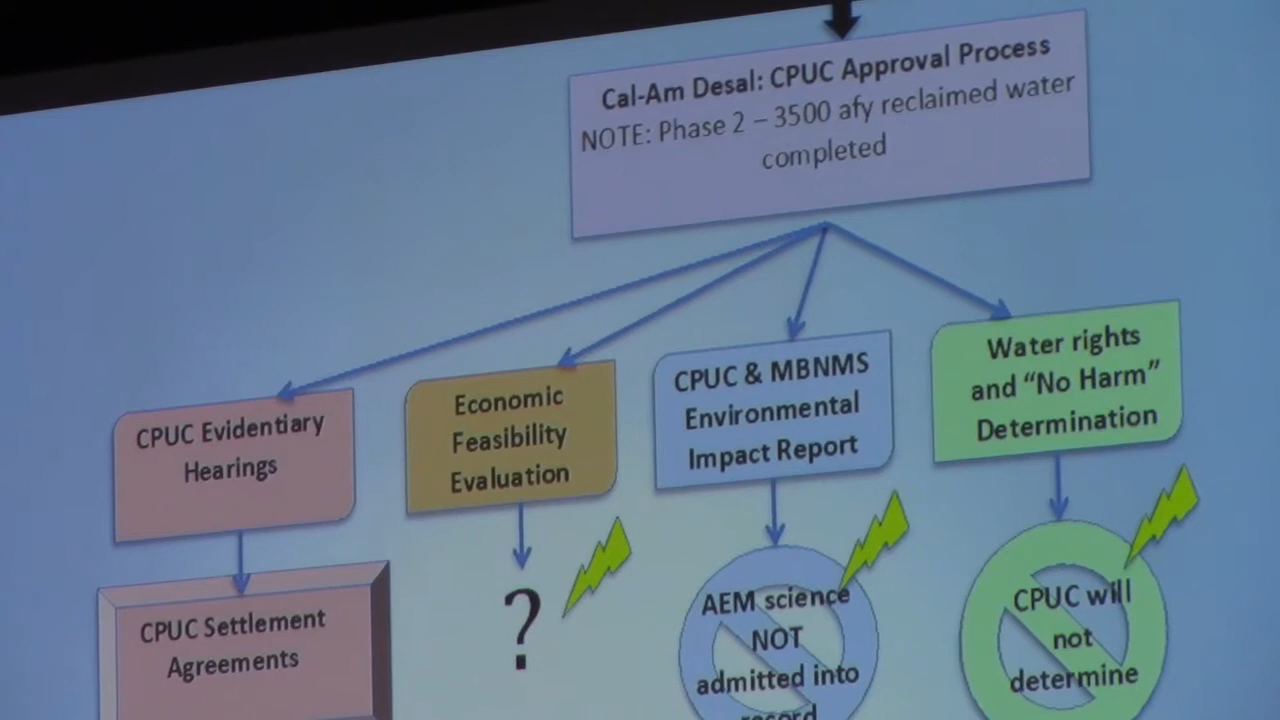 Cal-Am Desal: CPUC Approval Process
NOTE: Phase 2 – 3500 afy reclaimed water
completed
CPUC Evidentiary
Hearings
Economic
Feasibility
Evaluation
CPUC & MBNMS
Environmental
Impact Report
Water rights
and “No Harm”
Determination
CPUC Settlement
Agreements
?
AEM science
NOT
admitted into
record
CPUC will
not
determine